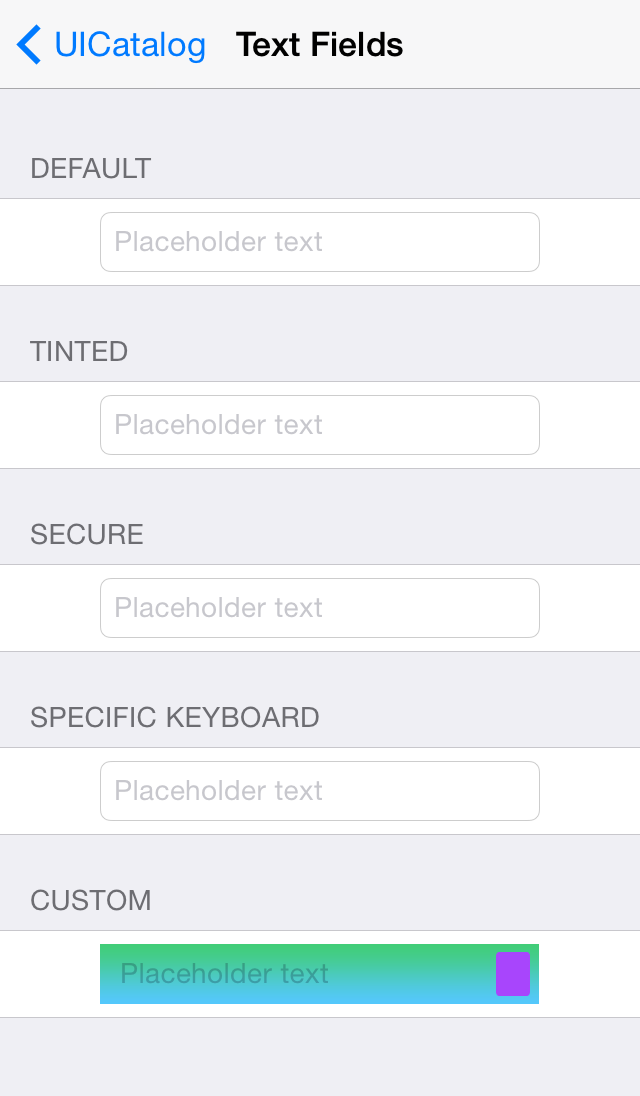 UICatalog Text Fields
DEFAULT
Placeholder text
TINTED
Placeholder text
SECURE
Placeholder text
SPECIFIC KEYBOARD
Placeholder text
CUSTOM
Placeholder text